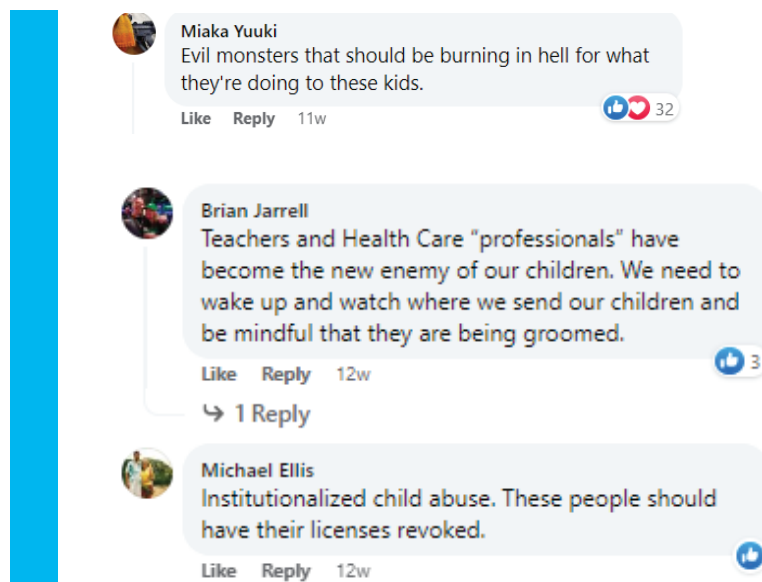 Miaka Yuuki
Evil monsters that should be burning in hell for what
they're doing to these kids.
32
Like Reply 11w
Brian Jarrell
Teachers and Health Care “professionals” have
become the new enemy of our children. We need to
wake up and watch where we send our children and
be mindful that they are being groomed.
3
Like Reply 12w
1 Reply
Michael Ellis
Institutionalized child abuse. These people should
have their licenses revoked.
Like Reply 12w